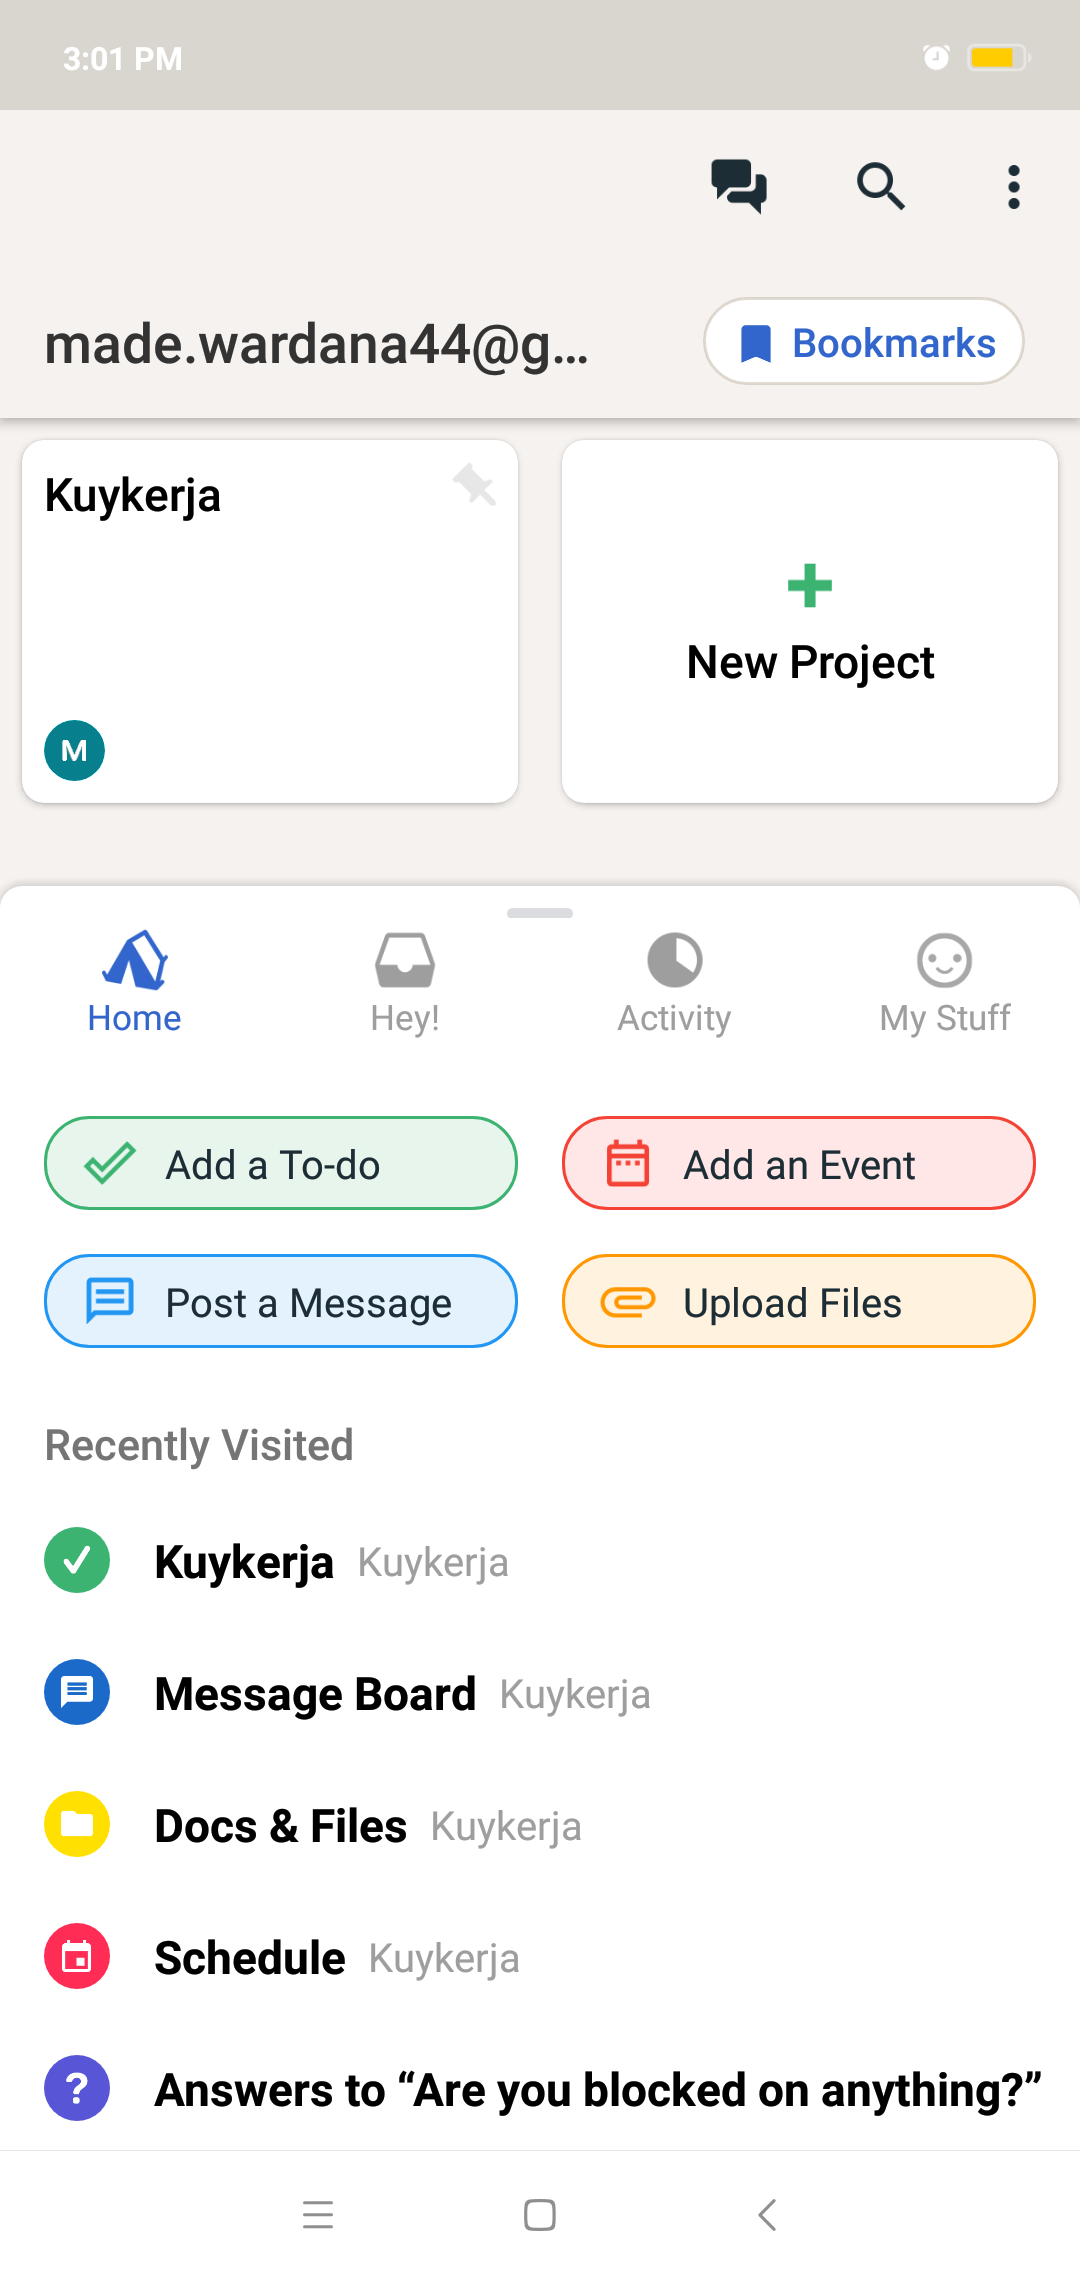 3:01 PM
made.wardana44@g...
Bookmarks
Kuykerja
M
New Project
Home
Hey!
Activity
My Stuff
Add a To-do
Add an Event
Post a Message
Upload Files
Recently Visited
Kuykerja Kuykerja
Message Board Kuykerja
Docs & Files Kuykerja
Schedule Kuykerja
? Answers to “Are you blocked on anything?”